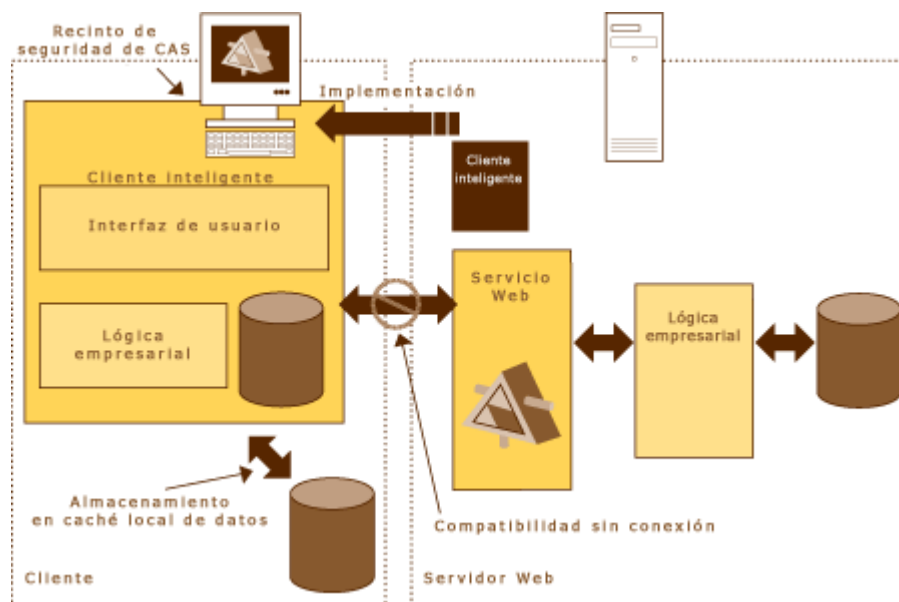 Recinto de
seguridad de CAS
Implementación
Cliente
inteligente
Cliente inteligente
Interfaz de usuario
Servicio
Web
Lógica
empresarial
Lógica
empresarial
Almacenamiento
en caché local de datos
Compatibilidad sin conexión
Cliente
Servidor Web